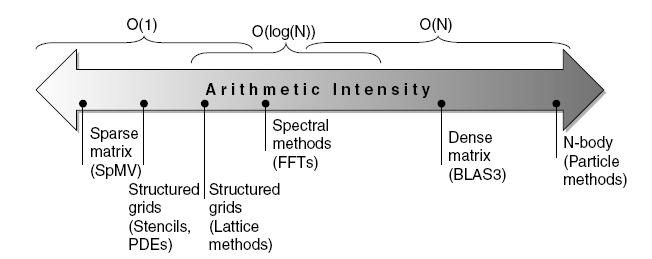 O(1)
O(log(N))
O(N)
Arithmetic Intensity
Sparse
matrix
(SpMV)
Structured
grids
(Stencils,
PDEs)
Structured
grids
(Lattice
methods)
Spectral
methods
(FFTs)
Dense
matrix
(BLAS3)
N-body
(Particle
methods)